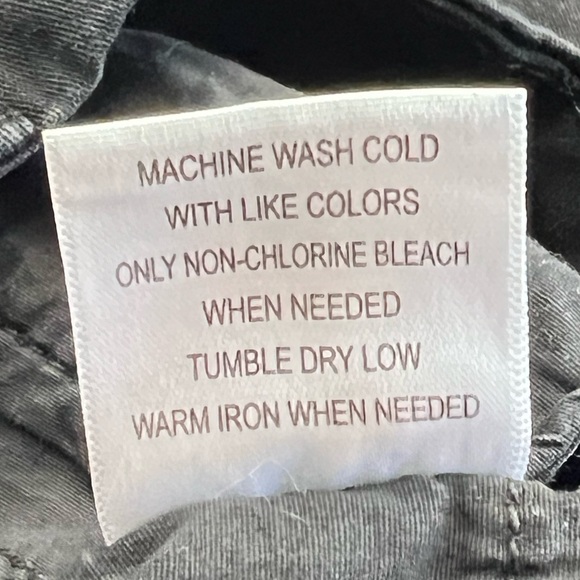 MACHINE WASH COLD
WITH LIKE COLORS
ONLY NON-CHLORINE BLEACH
WHEN NEEDED
TUMBLE DRY LOW
WARM IRON WHEN NEEDED